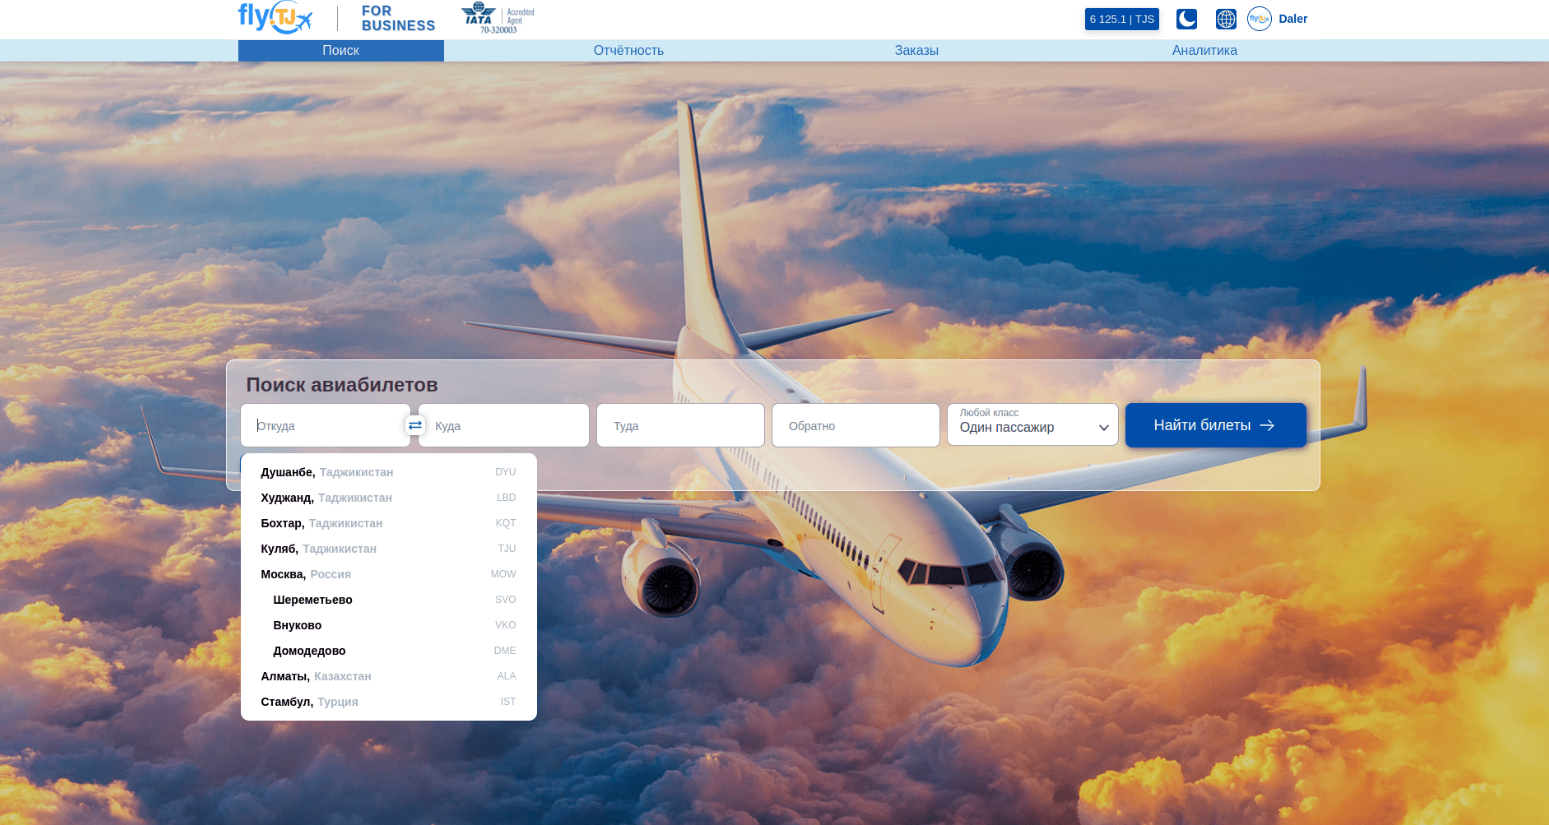 fly.TJ
FOR
BUSINESS
IATA
Accredited
Agent
70-320003
6 125.1 | TJS
Daler
Поиск
Отчётность
Заказы
Аналитика
Поиск авиабилетов
Откуда
Куда
Туда
Обратно
Любой класс
Один пассажир
Найти билеты
Душанбе, Таджикистан DYU
Худжанд, Таджикистан LBD
Бохтар, Таджикистан KQT
Куляб, Таджикистан TJU
Москва, Россия MOW
Шереметьево SVO
Внуково VKO
Домодедово DME
Алматы, Казахстан ALA
Стамбул, Турция IST